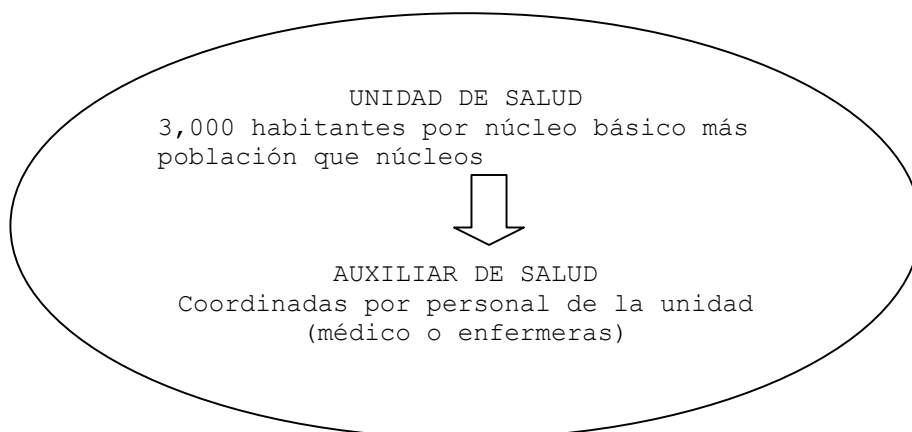 UNIDAD DE SALUD
3,000 habitantes por núcleo básico más
población que núcleos
AUXILIAR DE SALUD
Coordinadas por personal de la unidad
(médico o enfermeras)